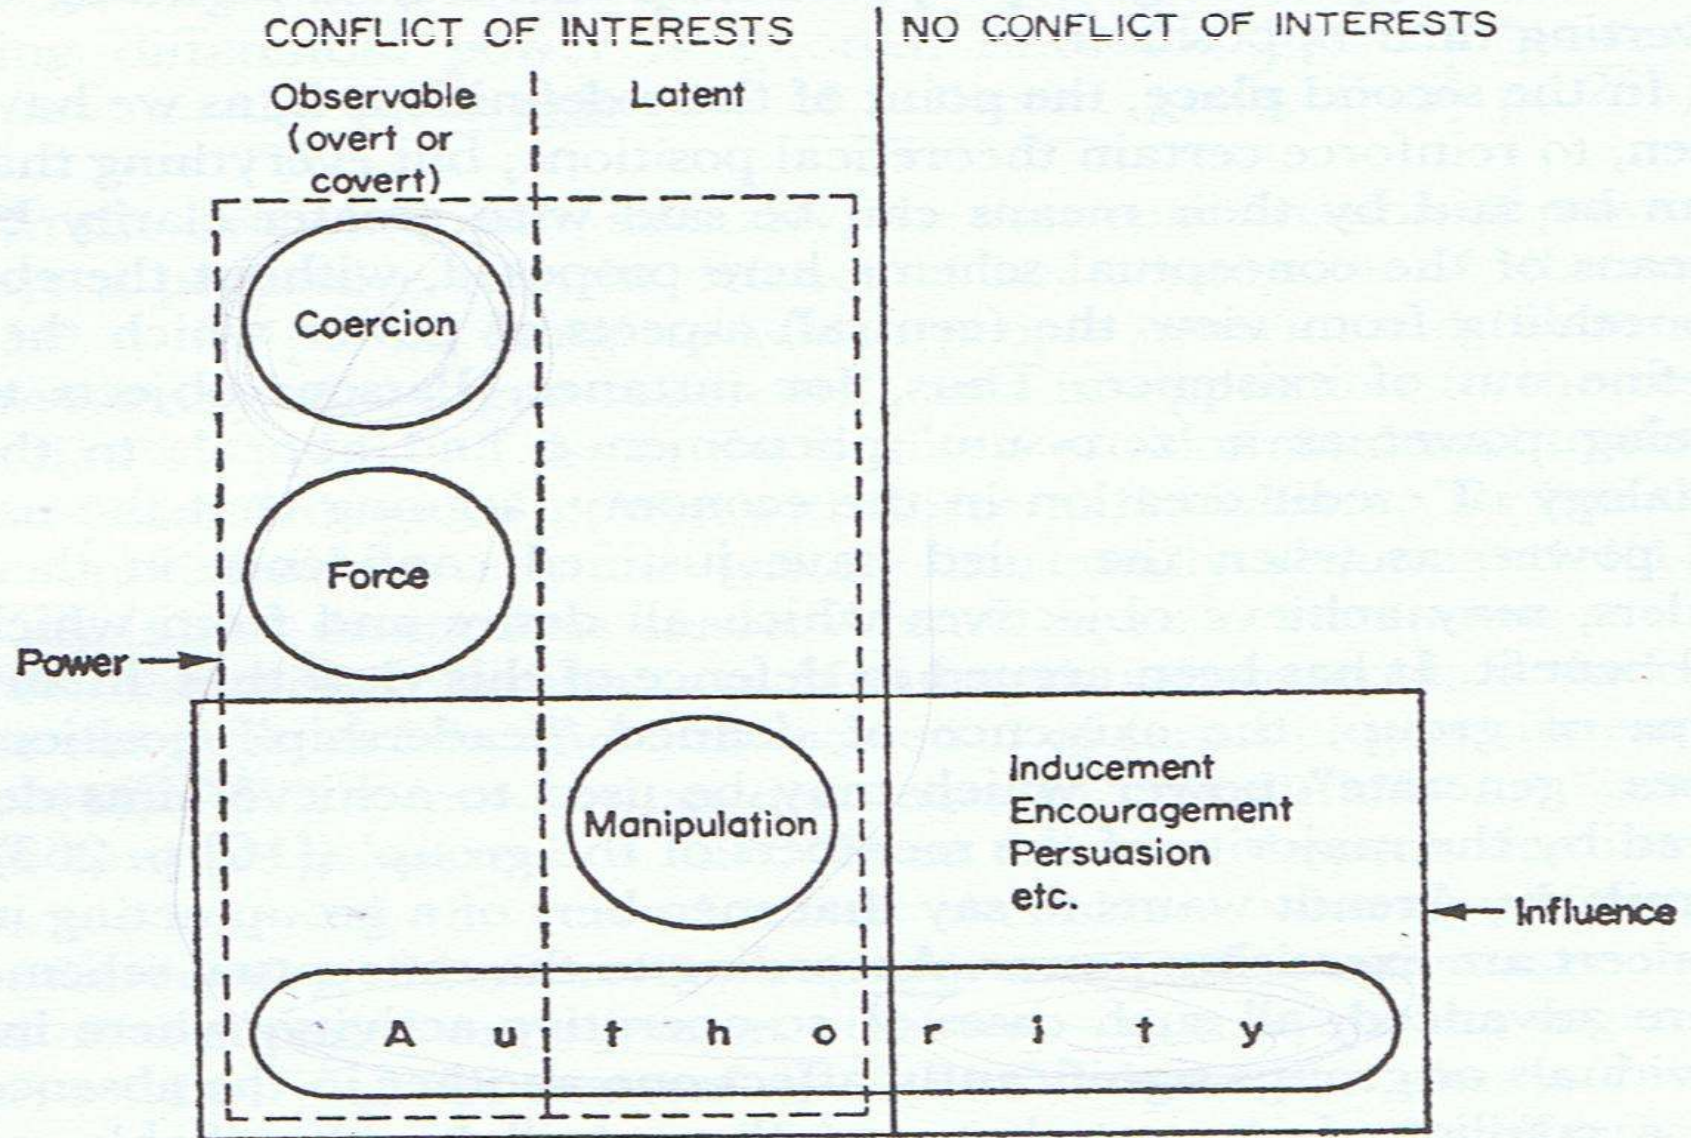 CONFLICT OF INTERESTS
NO CONFLICT OF INTERESTS
Observable
(overt or
covert)
Latent
Coercion
Force
Power
Manipulation
Inducement
Encouragement
Persuasion
etc.
Influence
Authority